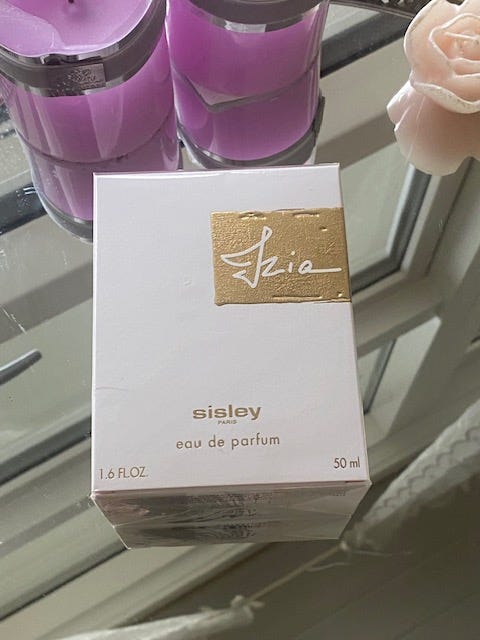 Izia
sisley
PARIS
eau de parfum
1.6 FL.OZ. 50 ml